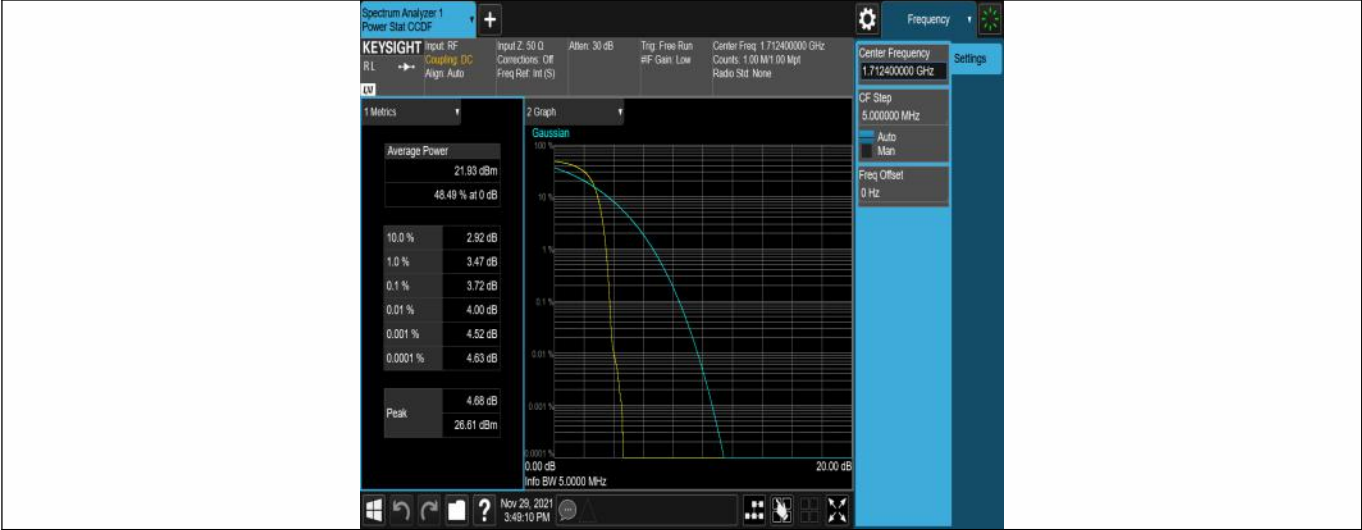 Spectrum Analyzer 1
Power Stat CCDF
+
Frequency
KEYSIGHT
RL
LXI
Input: RF
Coupling: DC
Align: Auto
Input Z: 50 Ω
Corrections: Off
Freq Ref: Int (S)
Atten: 30 dB
Trig: Free Run
#IF Gain: Low
Center Freq: 1.712400000 GHz
Counts: 1.00 M/1.00 Mpt
Radio Std: None
Center Frequency
1.712400000 GHz
Settings
CF Step
5.000000 MHz
Auto
Man
Freq Offset
0 Hz
1 Metrics
Average Power
21.93 dBm
48.49 % at 0 dB
10.0 % 2.92 dB
1.0 % 3.47 dB
0.1 % 3.72 dB
0.01 % 4.00 dB
0.001 % 4.52 dB
0.0001 % 4.63 dB
Peak
4.68 dB
26.61 dBm
2 Graph
Gaussian
100 %
10 %
1 %
0.1 %
0.01 %
0.001 %
0.0001 %
0.00 dB 20.00 dB
Info BW 5.0000 MHz
?
Nov 29, 2021
3:49:10 PM